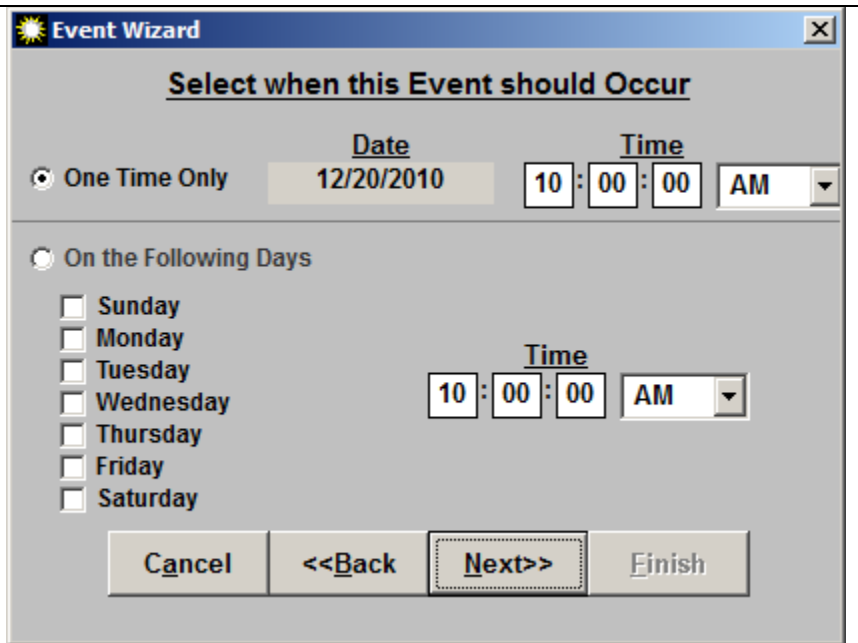 Event Wizard
Select when this Event should Occur
Date Time
One Time Only 12/20/2010 10 : 00 : 00 AM
On the Following Days
Sunday
Monday
Time
Tuesday
Wednesday 10 : 00 : 00 AM
Thursday
Friday
Saturday
Cancel <<Back Next>> Finish